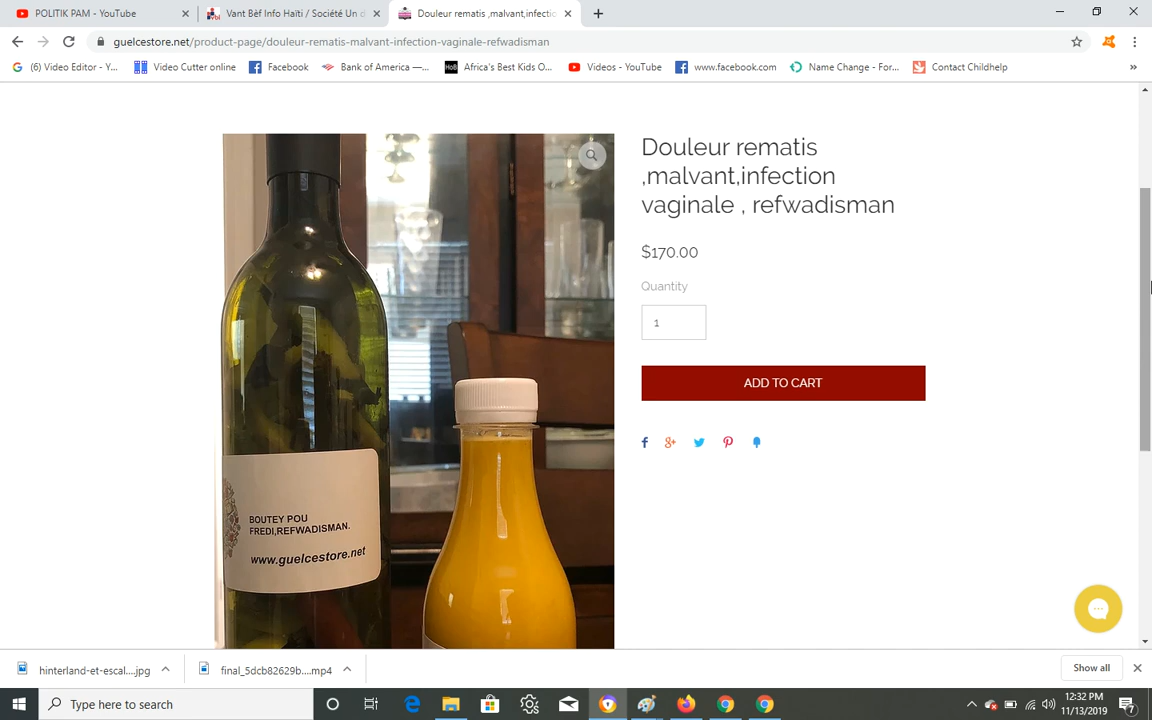 POLITIK PAM - YouTube
Vant Bèf Info Haïti / Société Un d
Douleur rematis ,malvant,infectio
guelcestore.net/product-page/douleur-rematis-malvant-infection-vaginale-refwadisman
(6) Video Editor - Y...
Video Cutter online
Facebook
Bank of America —...
Africa's Best Kids O...
Videos - YouTube
www.facebook.com
Name Change - For...
Contact Childhelp
»
Douleur rematis
,malvant,infection
vaginale , refwadisman
$170.00
Quantity
1
ADD TO CART
BOUTEY POU
FREDI,REFWADISMAN.
www.guelcestore.net
hinterland-et-escal....jpg
final_5dcb82629b....mp4
Show all
Type here to search
12:32 PM
11/13/2019
7